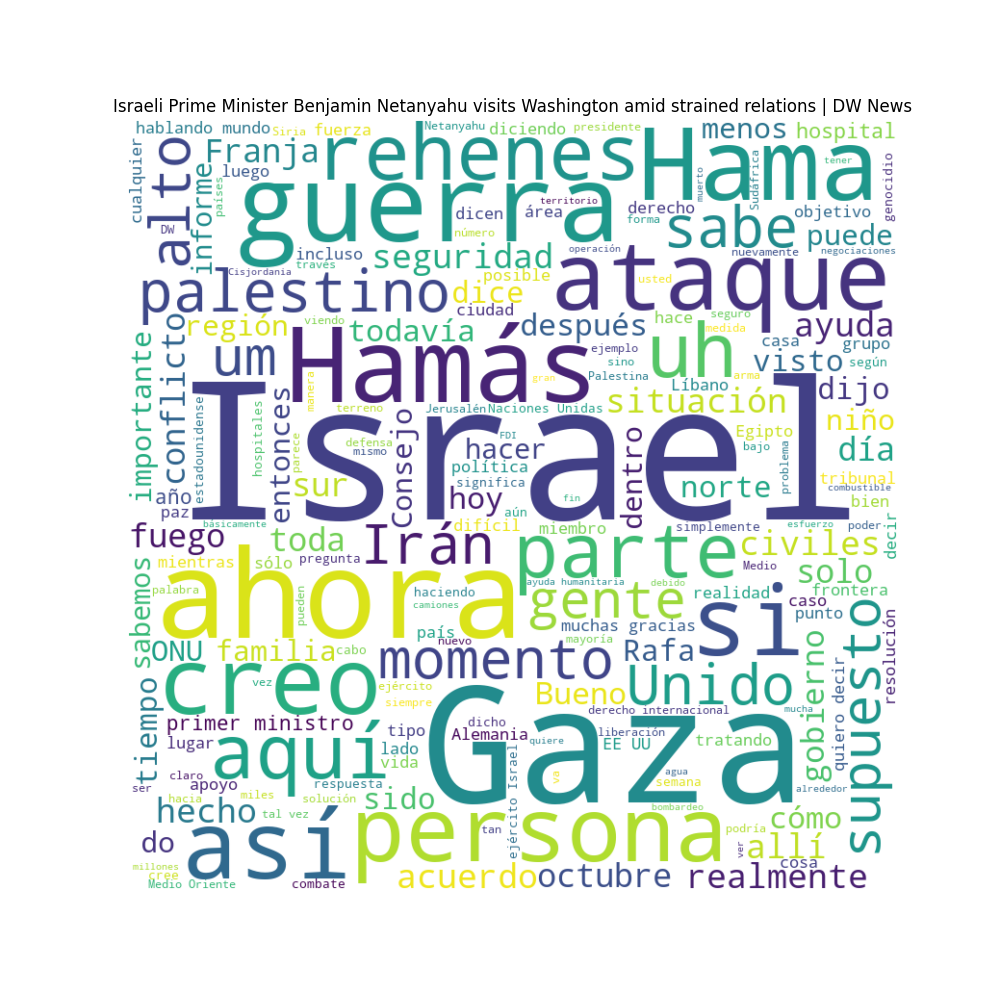 Israeli Prime Minister Benjamin Netanyahu visits Washington amid strained relations | DW News
hablando mundo
Siria
fuerza
Netanyahu
diciendo
presidente
menos
hospital
cualquier
alto
Franja
rehenes
Hama
tener
luego
informe
países
guerra
territorio
muerto
Sudáfrica
genocidio
DW
dicen
área
derecho
forma
sabe
objetivo
puede
número
incluso
través
seguridad
operación
nuevamente
negociaciones
Cisjordania
palestino
dice
posible
ataque
usted
ciudad
región
viendo
todavía
después
hace
seguro
medida
ayuda
importante
conflicto
um
Hamás
ejemplo
uh
casa
grupo
sino
visto
según
gran
Palestina
Líbano
arma
dijo
manera
estadounidense
hospitales
entonces
Israel
terreno
Jerusalén
Naciones Unidas
situación
niño
parece
defensa
mismo
Consejo
FDI
hacer
dentro
Egipto
bajo
problema
día
política
significa
norte
tribunal
combustible
año
sur
hoy
aún
fin
bien
paz
básicamente
difícil
miembro
simplemente
esfuerzo
poder
decir
fuego
toda
pregunta
Irán
parte
civiles
Medio
mientras
sólo
solo
sabemos
palabra
ahora
pueden
haciendo
camiones
ayuda humanitaria
debido
gente
realidad
frontera
si
caso
punto
país
nuevo
muchas gracias
mayoría
ONU
familia
cabo
momento
Rafa
gobierno
quiero decir
supuesto
resolución
creo
vez
ejército
siempre
Bueno
Unido
tiempo
primer ministro
dicho
Gaza
derecho internacional
mucha
tipo
Alemania
liberación
lugar
aquí
lado
quiere
EE UU
tratando
vida
claro
apoyo
ejército Israel
va
agua
semana
ser
hacia
miles
solución
respuesta
alrededor
hecho
tal vez
sido
bombardeo
cómo
do
así
persona
tan
podría
ver
allí
millones
cree
cosa
Medio Oriente
combate
acuerdo
octubre
realmente